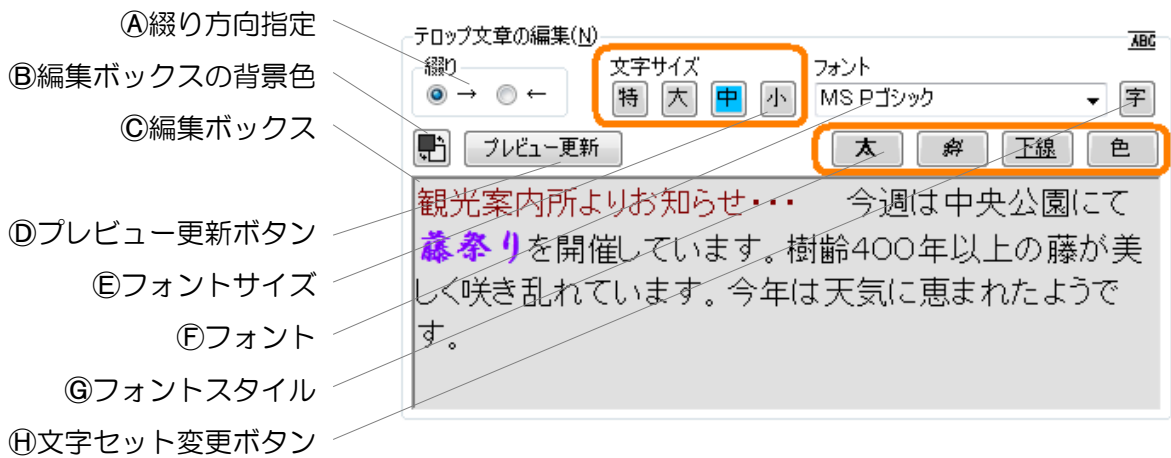 Ⓐ綴り方向指定
Ⓑ編集ボックスの背景色
Ⓒ編集ボックス
Ⓓプレビュー更新ボタン
Ⓔフォントサイズ
Ⓕフォント
Ⓖフォントスタイル
Ⓗ文字セット変更ボタン
テロップ文章の編集(N)
ABC
綴り
→ ←
文字サイズ
特 大 中 小
フォント
MS Pゴシック
字
プレビュー更新
太 斜 下線 色
観光案内所よりお知らせ・・・ 今週は中央公園にて
藤祭りを開催しています。樹齢400年以上の藤が美
しく咲き乱れています。今年は天気に恵まれたようで
す。